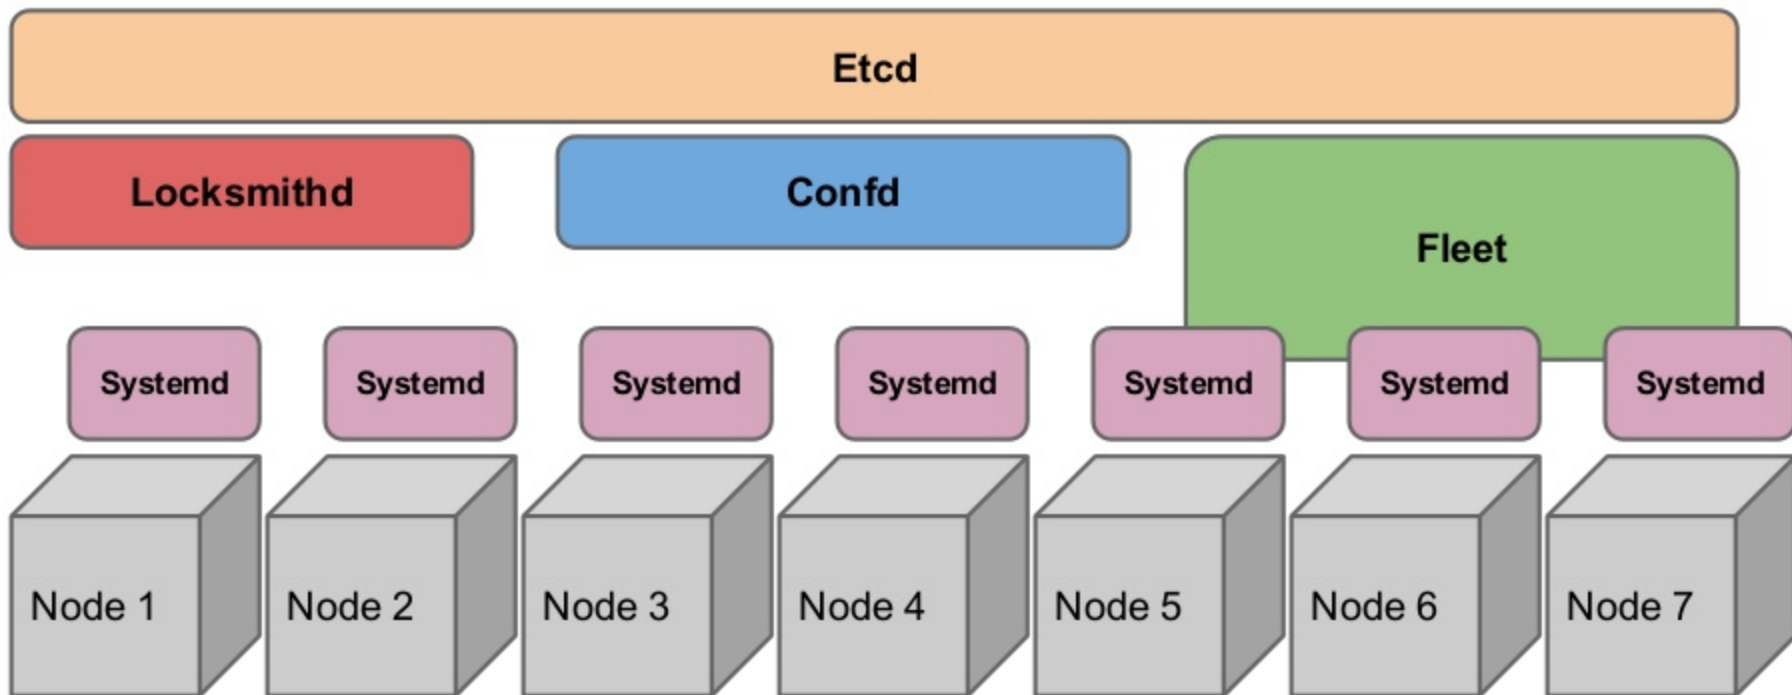 Etcd
Locksmithd
Confd
Fleet
Systemd
Systemd
Systemd
Systemd
Systemd
Systemd
Systemd
Node 1
Node 2
Node 3
Node 4
Node 5
Node 6
Node 7